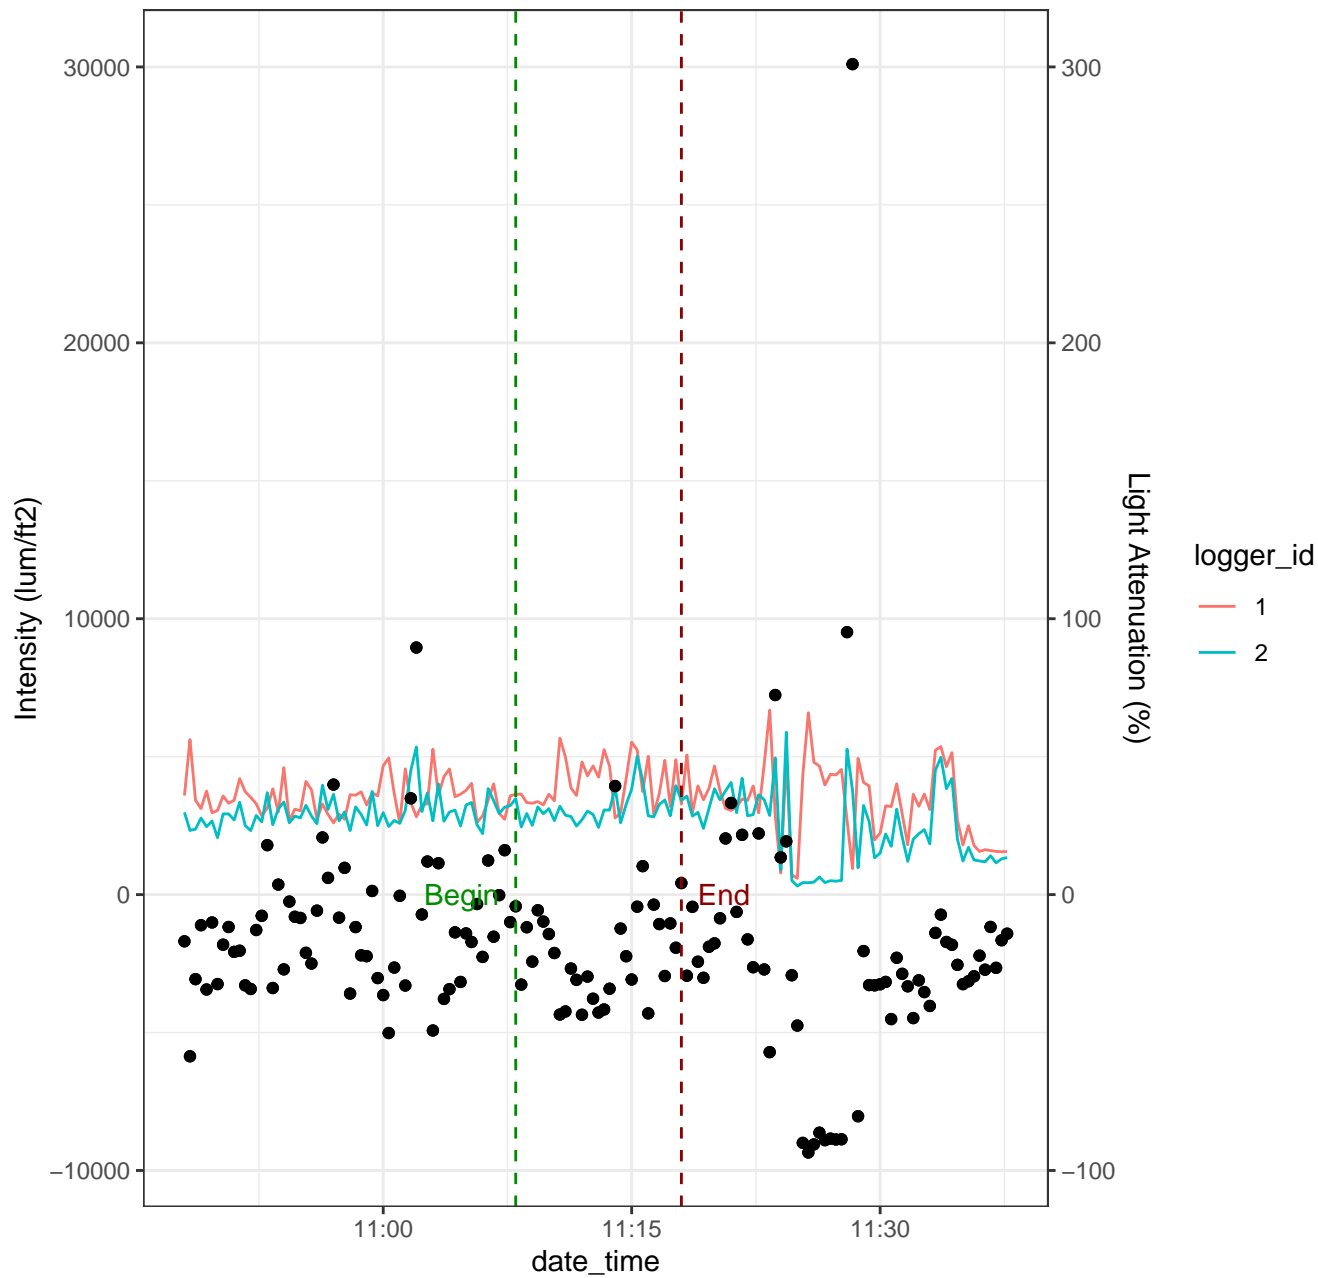 30000
20000
10000
0
−10000
Intensity (lum/ft2)
300
200
100
0
−100
Light Attenuation (%)
Begin
End
11:00
11:15
11:30
date_time
logger_id
1
2